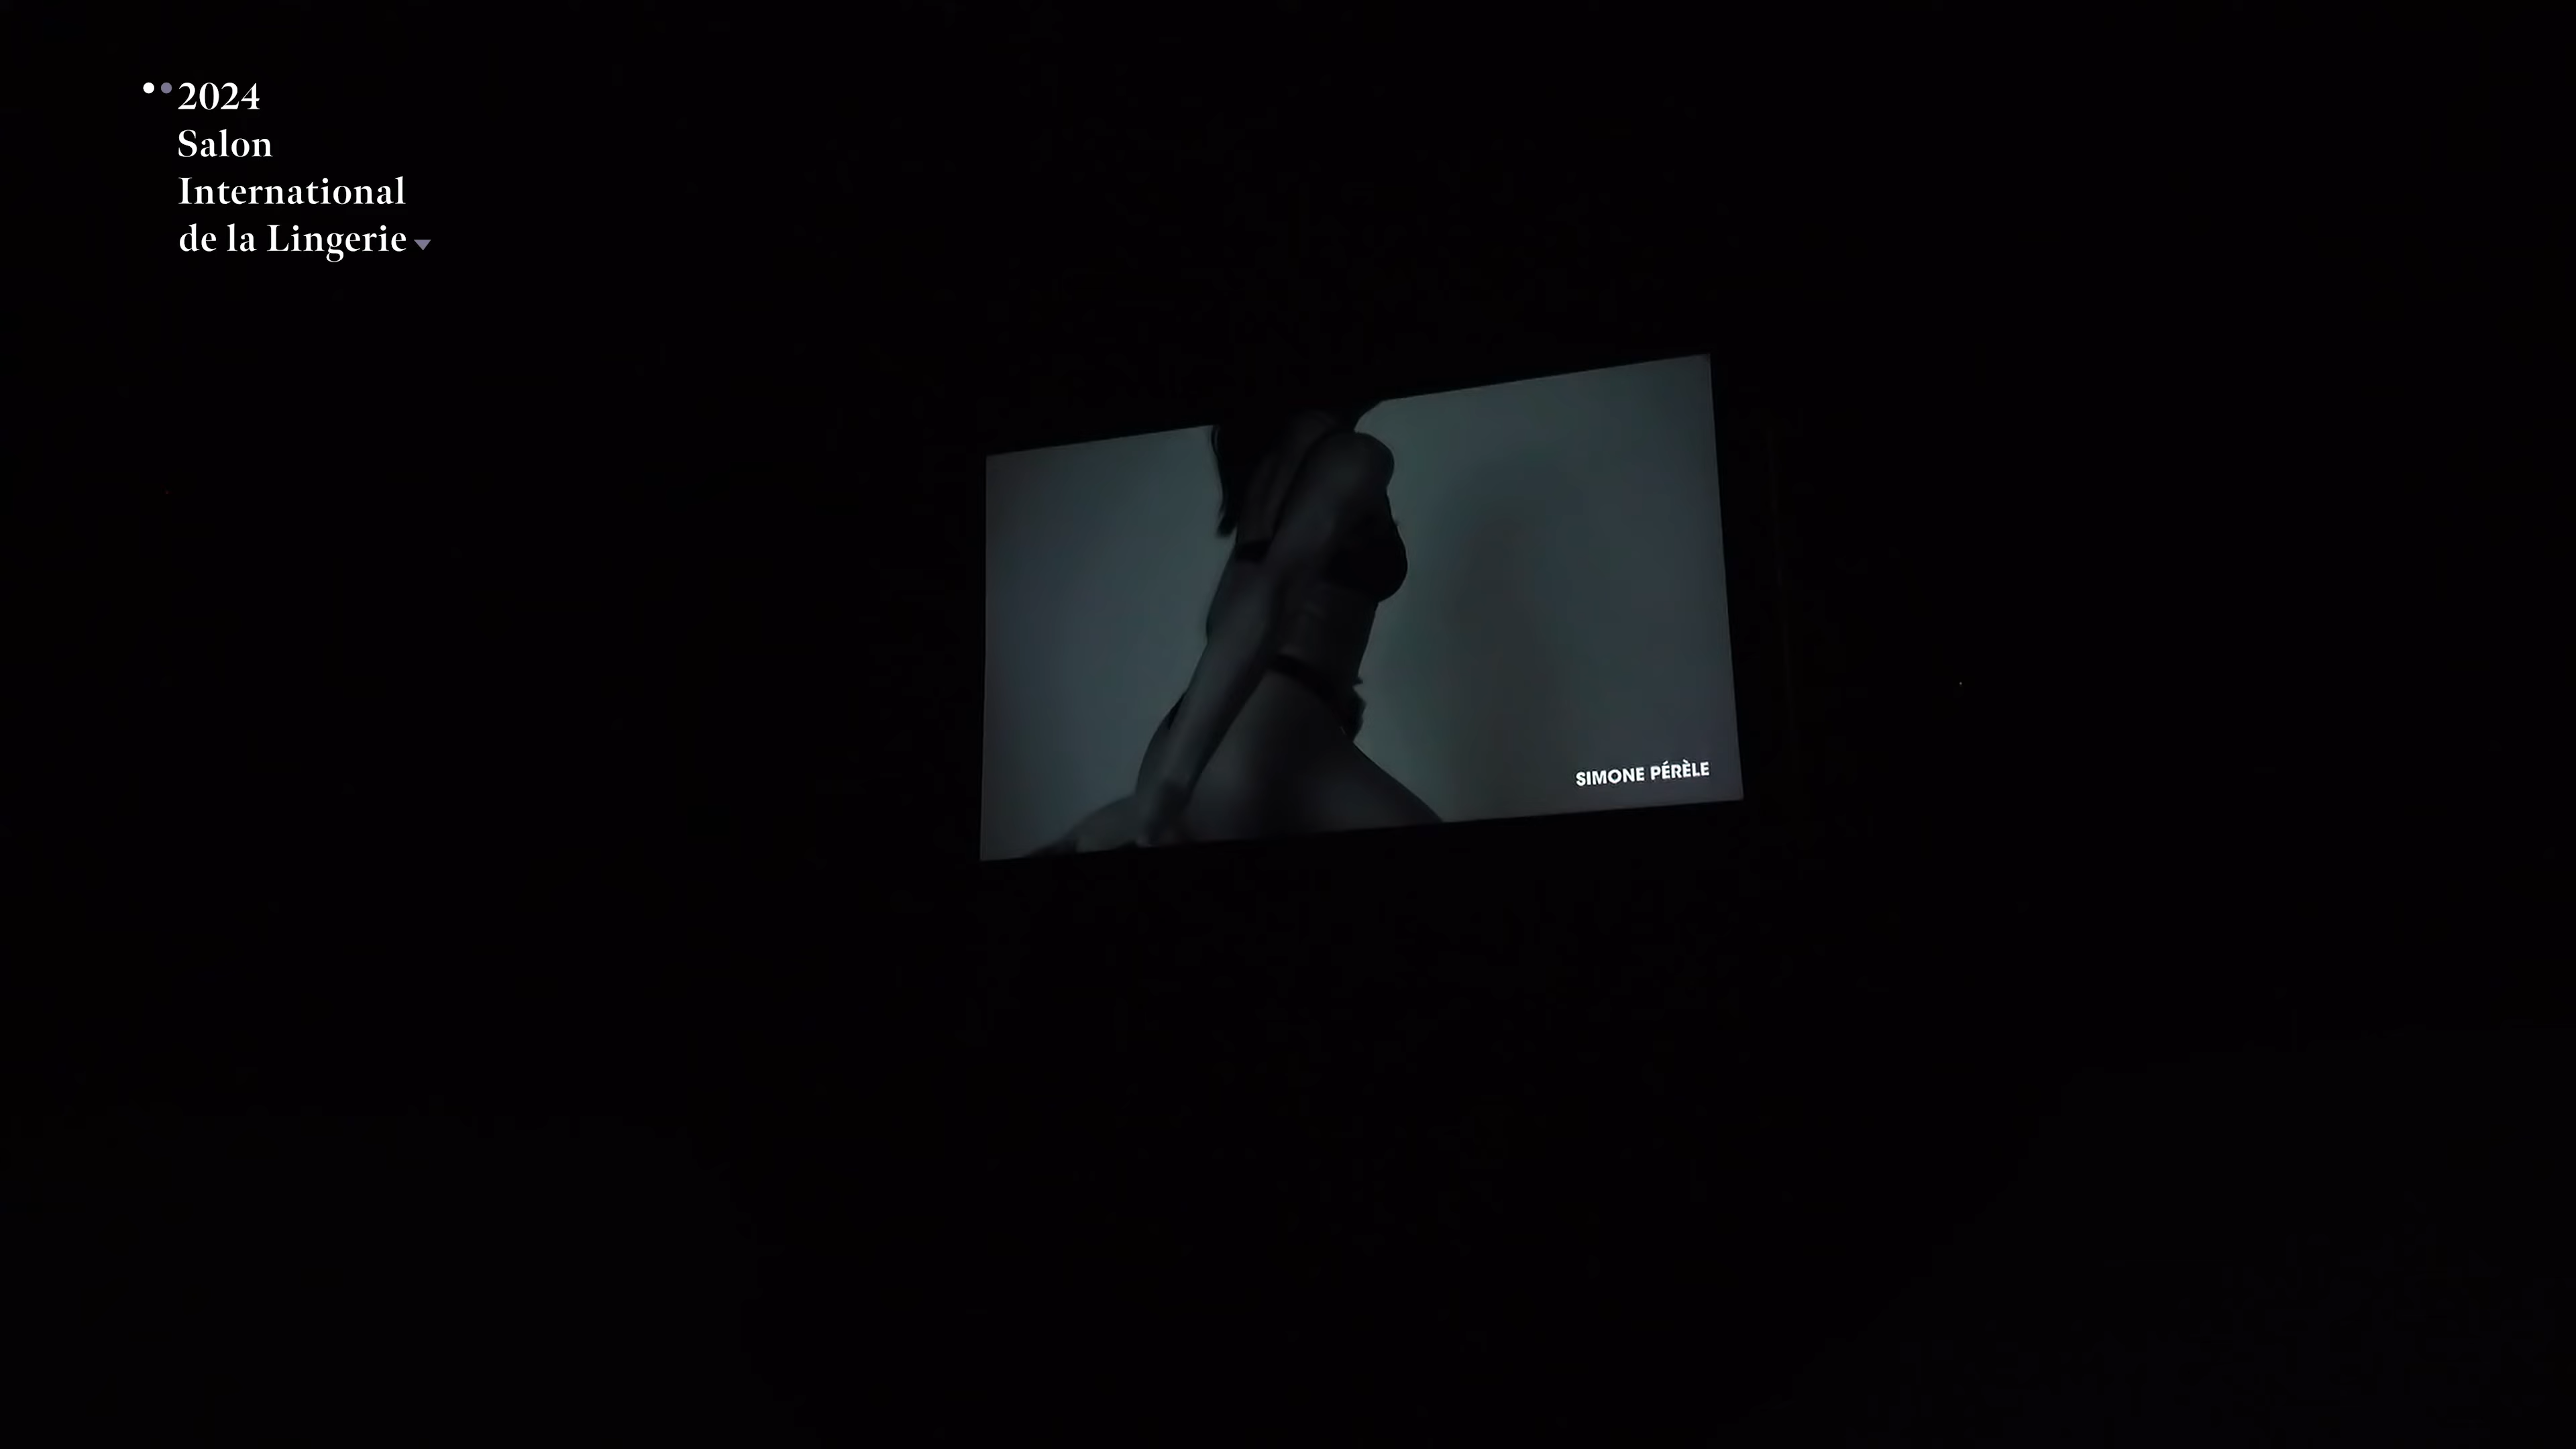 2024
Salon
International
de la Lingerie
SIMONE PÉRÈLE